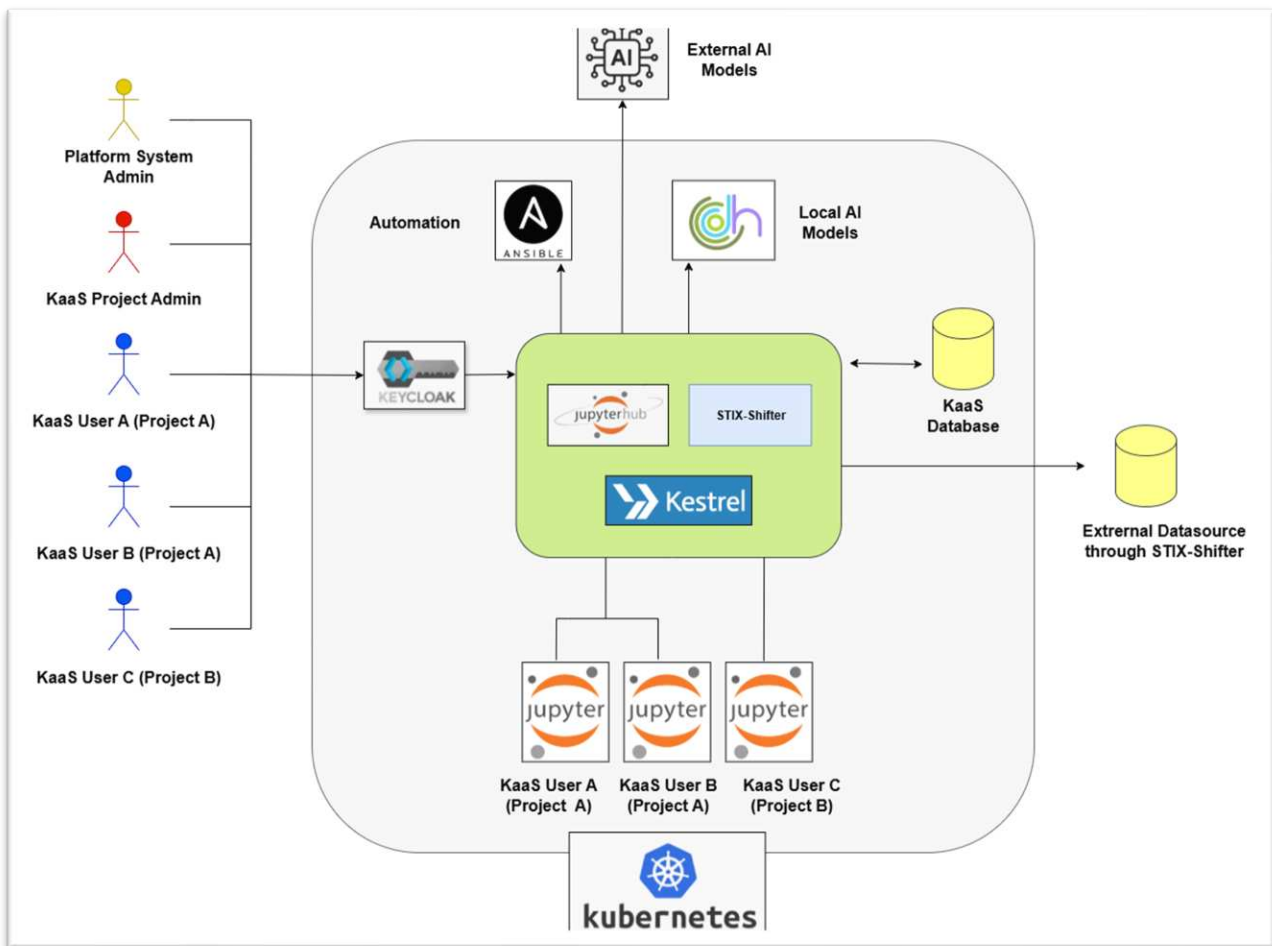 AI
External AI
Models
Platform System
Admin
Automation
ANSIBLE
dh
Local AI
Models
KaaS Project Admin
KEYCLOAK
jupyterhub
STIX-Shifter
Kestrel
KaaS
Database
KaaS User A (Project A)
Extrernal Datasource
through STIX-Shifter
KaaS User B (Project A)
KaaS User C (Project B)
jupyter
jupyter
jupyter
KaaS User A
(Project A)
KaaS User B
(Project A)
KaaS User C
(Project B)
kubernetes